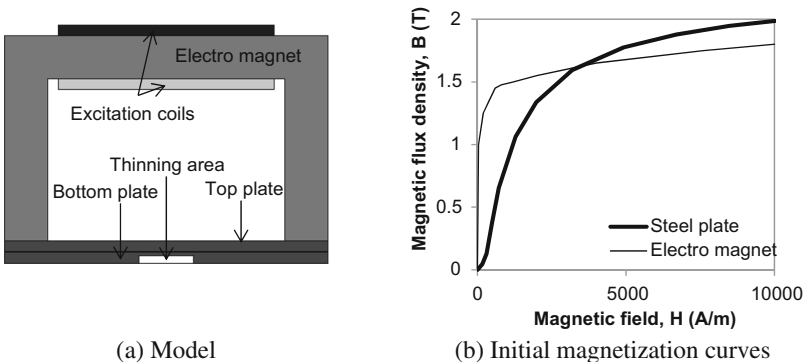 Electro magnet
Excitation coils
Thinning area
Bottom plate
Top plate
(a) Model
Magnetic flux density, B (T)
2
1.5
1
0.5
0
Steel plate
Electro magnet
0
5000
10000
Magnetic field, H (A/m)
(b) Initial magnetization curves